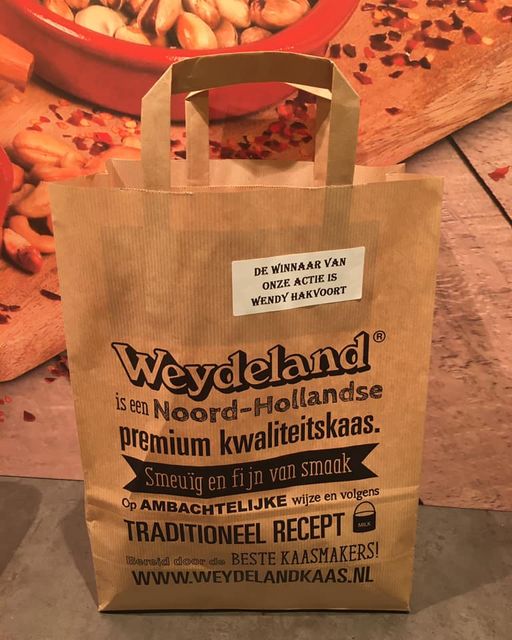 DE WINNAAR VAN
ONZE ACTIE IS
WENDY HAKVOORT
Weydeland®
is een Noord-Hollandse
premium kwaliteitskaas.
Smeuïg en fijn van smaak
Op AMBACHTELIJKE wijze en volgens
TRADITIONEEL RECEPT MILK
Bereid door de BESTE KAASMAKERS!
WWW.WEYDELANDKAAS.NL